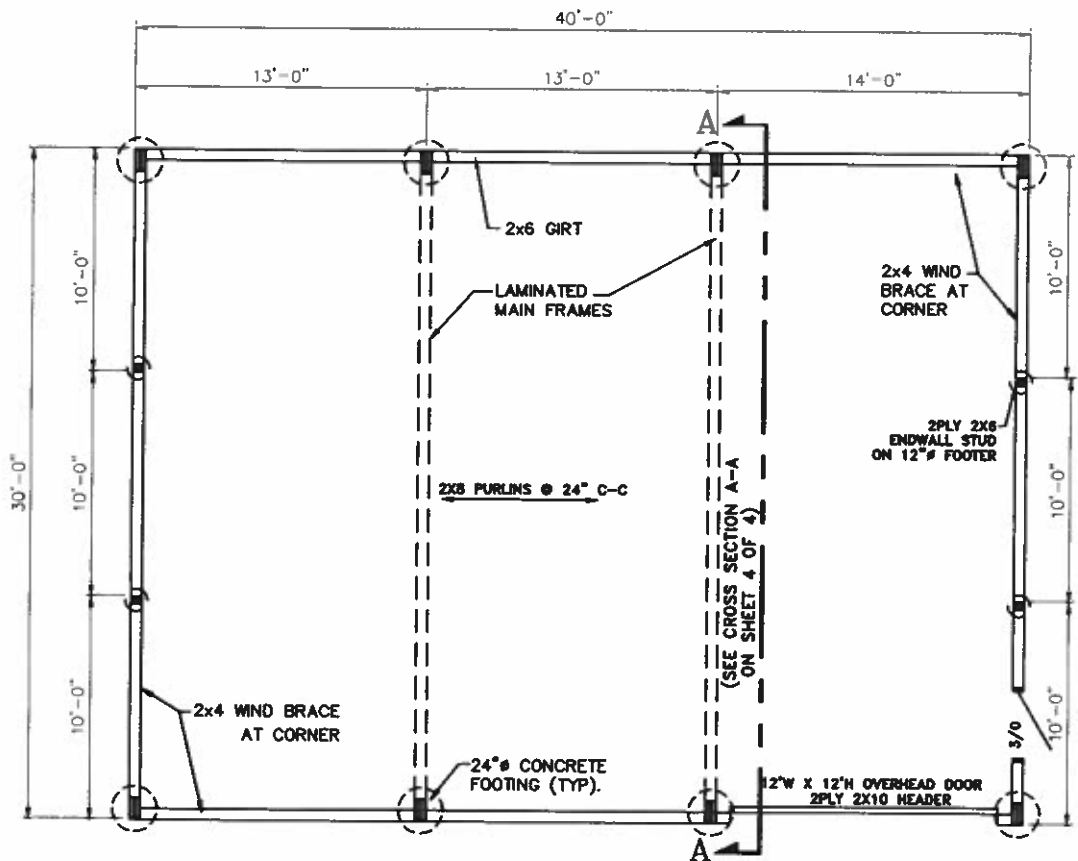 40'-0"
13'-0"
13'-0"
14'-0"
A
2x6 GIRT
LAMINATED
MAIN FRAMES
2x4 WIND
BRACE AT
CORNER
10'-0"
10'-0"
30'-0"
2PLY 2X6
ENDWALL STUD
ON 12"ø FOOTER
2X6 PURLINS @ 24" C-C
(SEE CROSS SECTION A-A
ON SHEET 4 OF 4)
10'-0"
10'-0"
2x4 WIND BRACE
AT CORNER
10'-0"
10'-0"
3/0
24"ø CONCRETE
FOOTING (TYP).
12'W X 12'H OVERHEAD DOOR
2PLY 2X10 HEADER
A